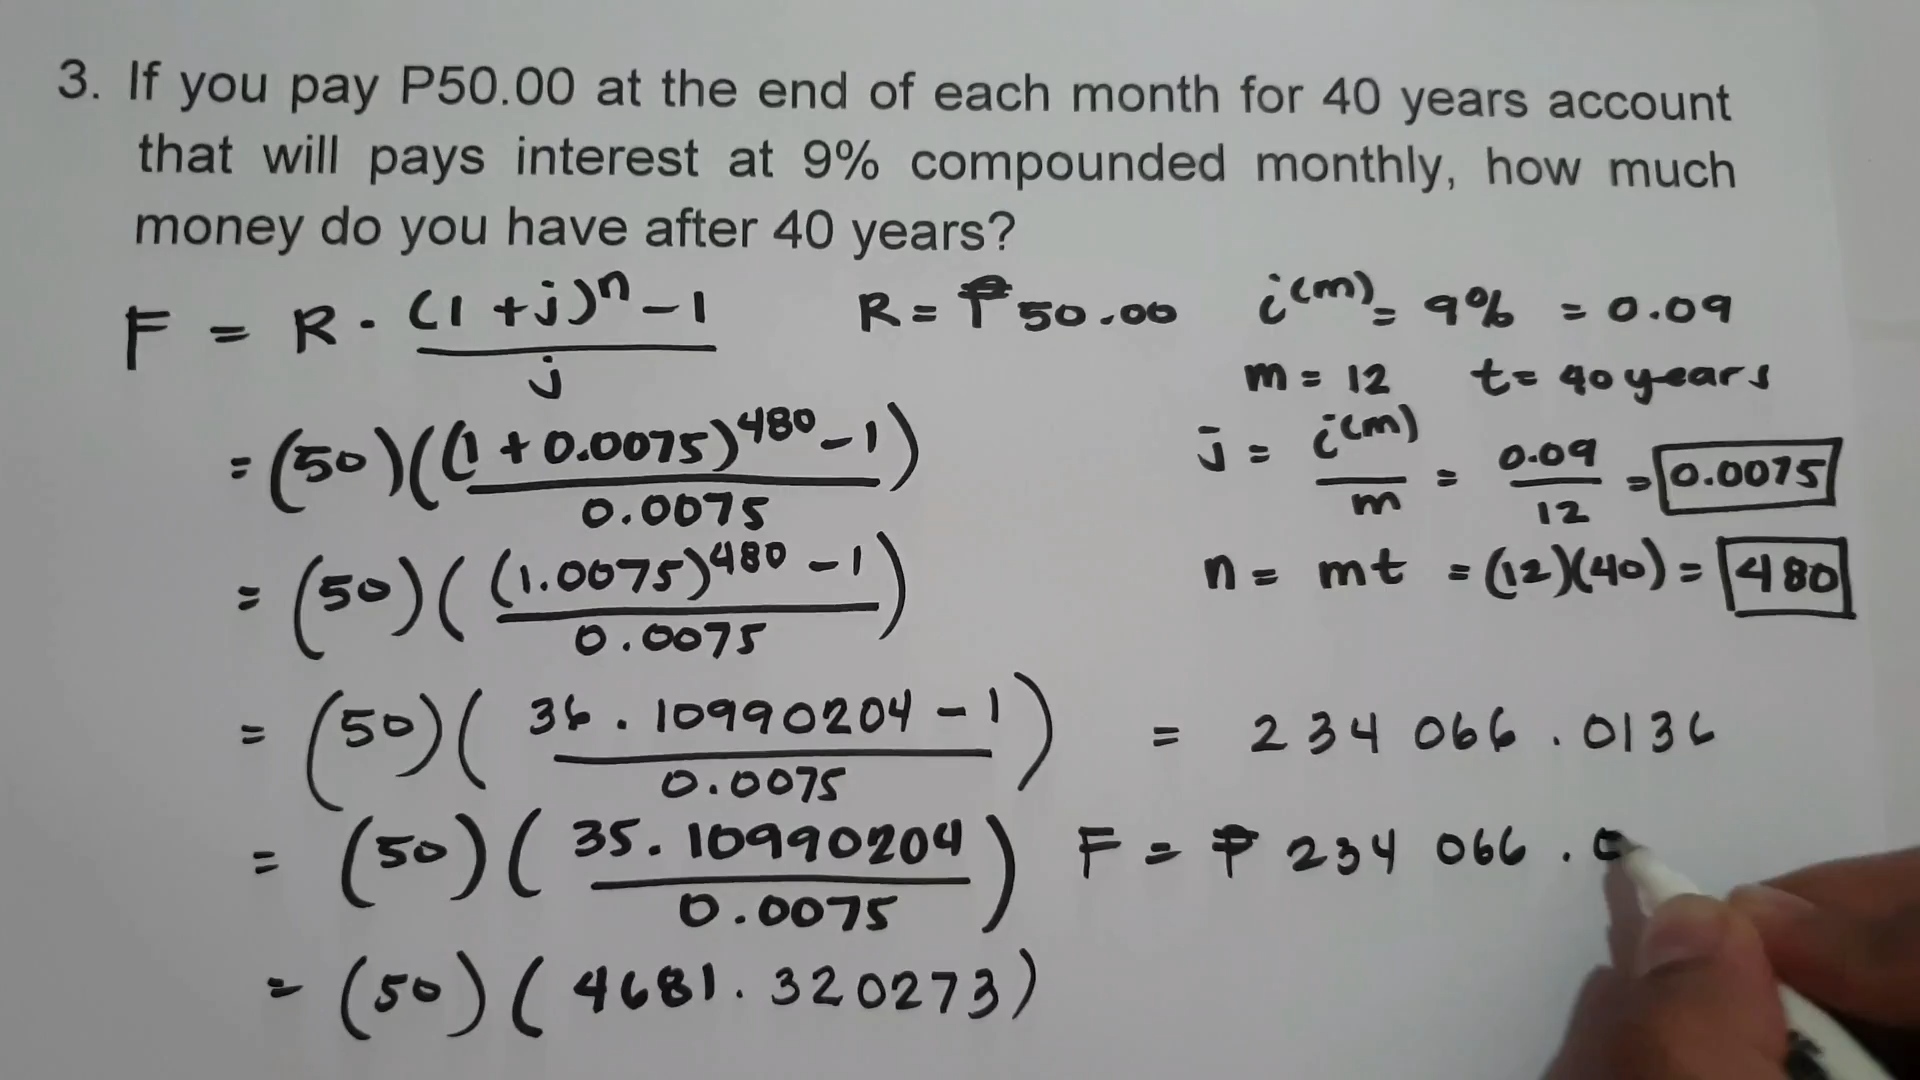 3. If you pay P50.00 at the end of each month for 40 years account
that will pays interest at 9% compounded monthly, how much
money do you have after 40 years?
F = R · (1 + j)ⁿ - 1 / j
R = ₱50.00
i⁽ᵐ⁾ = 9% = 0.09
m = 12 t = 40 years
j = i⁽ᵐ⁾ / m = 0.09 / 12 = 0.0075
n = mt = (12)(40) = 480
= (50)((1 + 0.0075)⁴⁸⁰ - 1 / 0.0075)
= (50)((1.0075)⁴⁸⁰ - 1 / 0.0075)
= (50)(36.10990204 - 1 / 0.0075)
= (50)(35.10990204 / 0.0075)
= (50)(4681.320273)
= 234 066.0136
F = ₱ 234 066.0